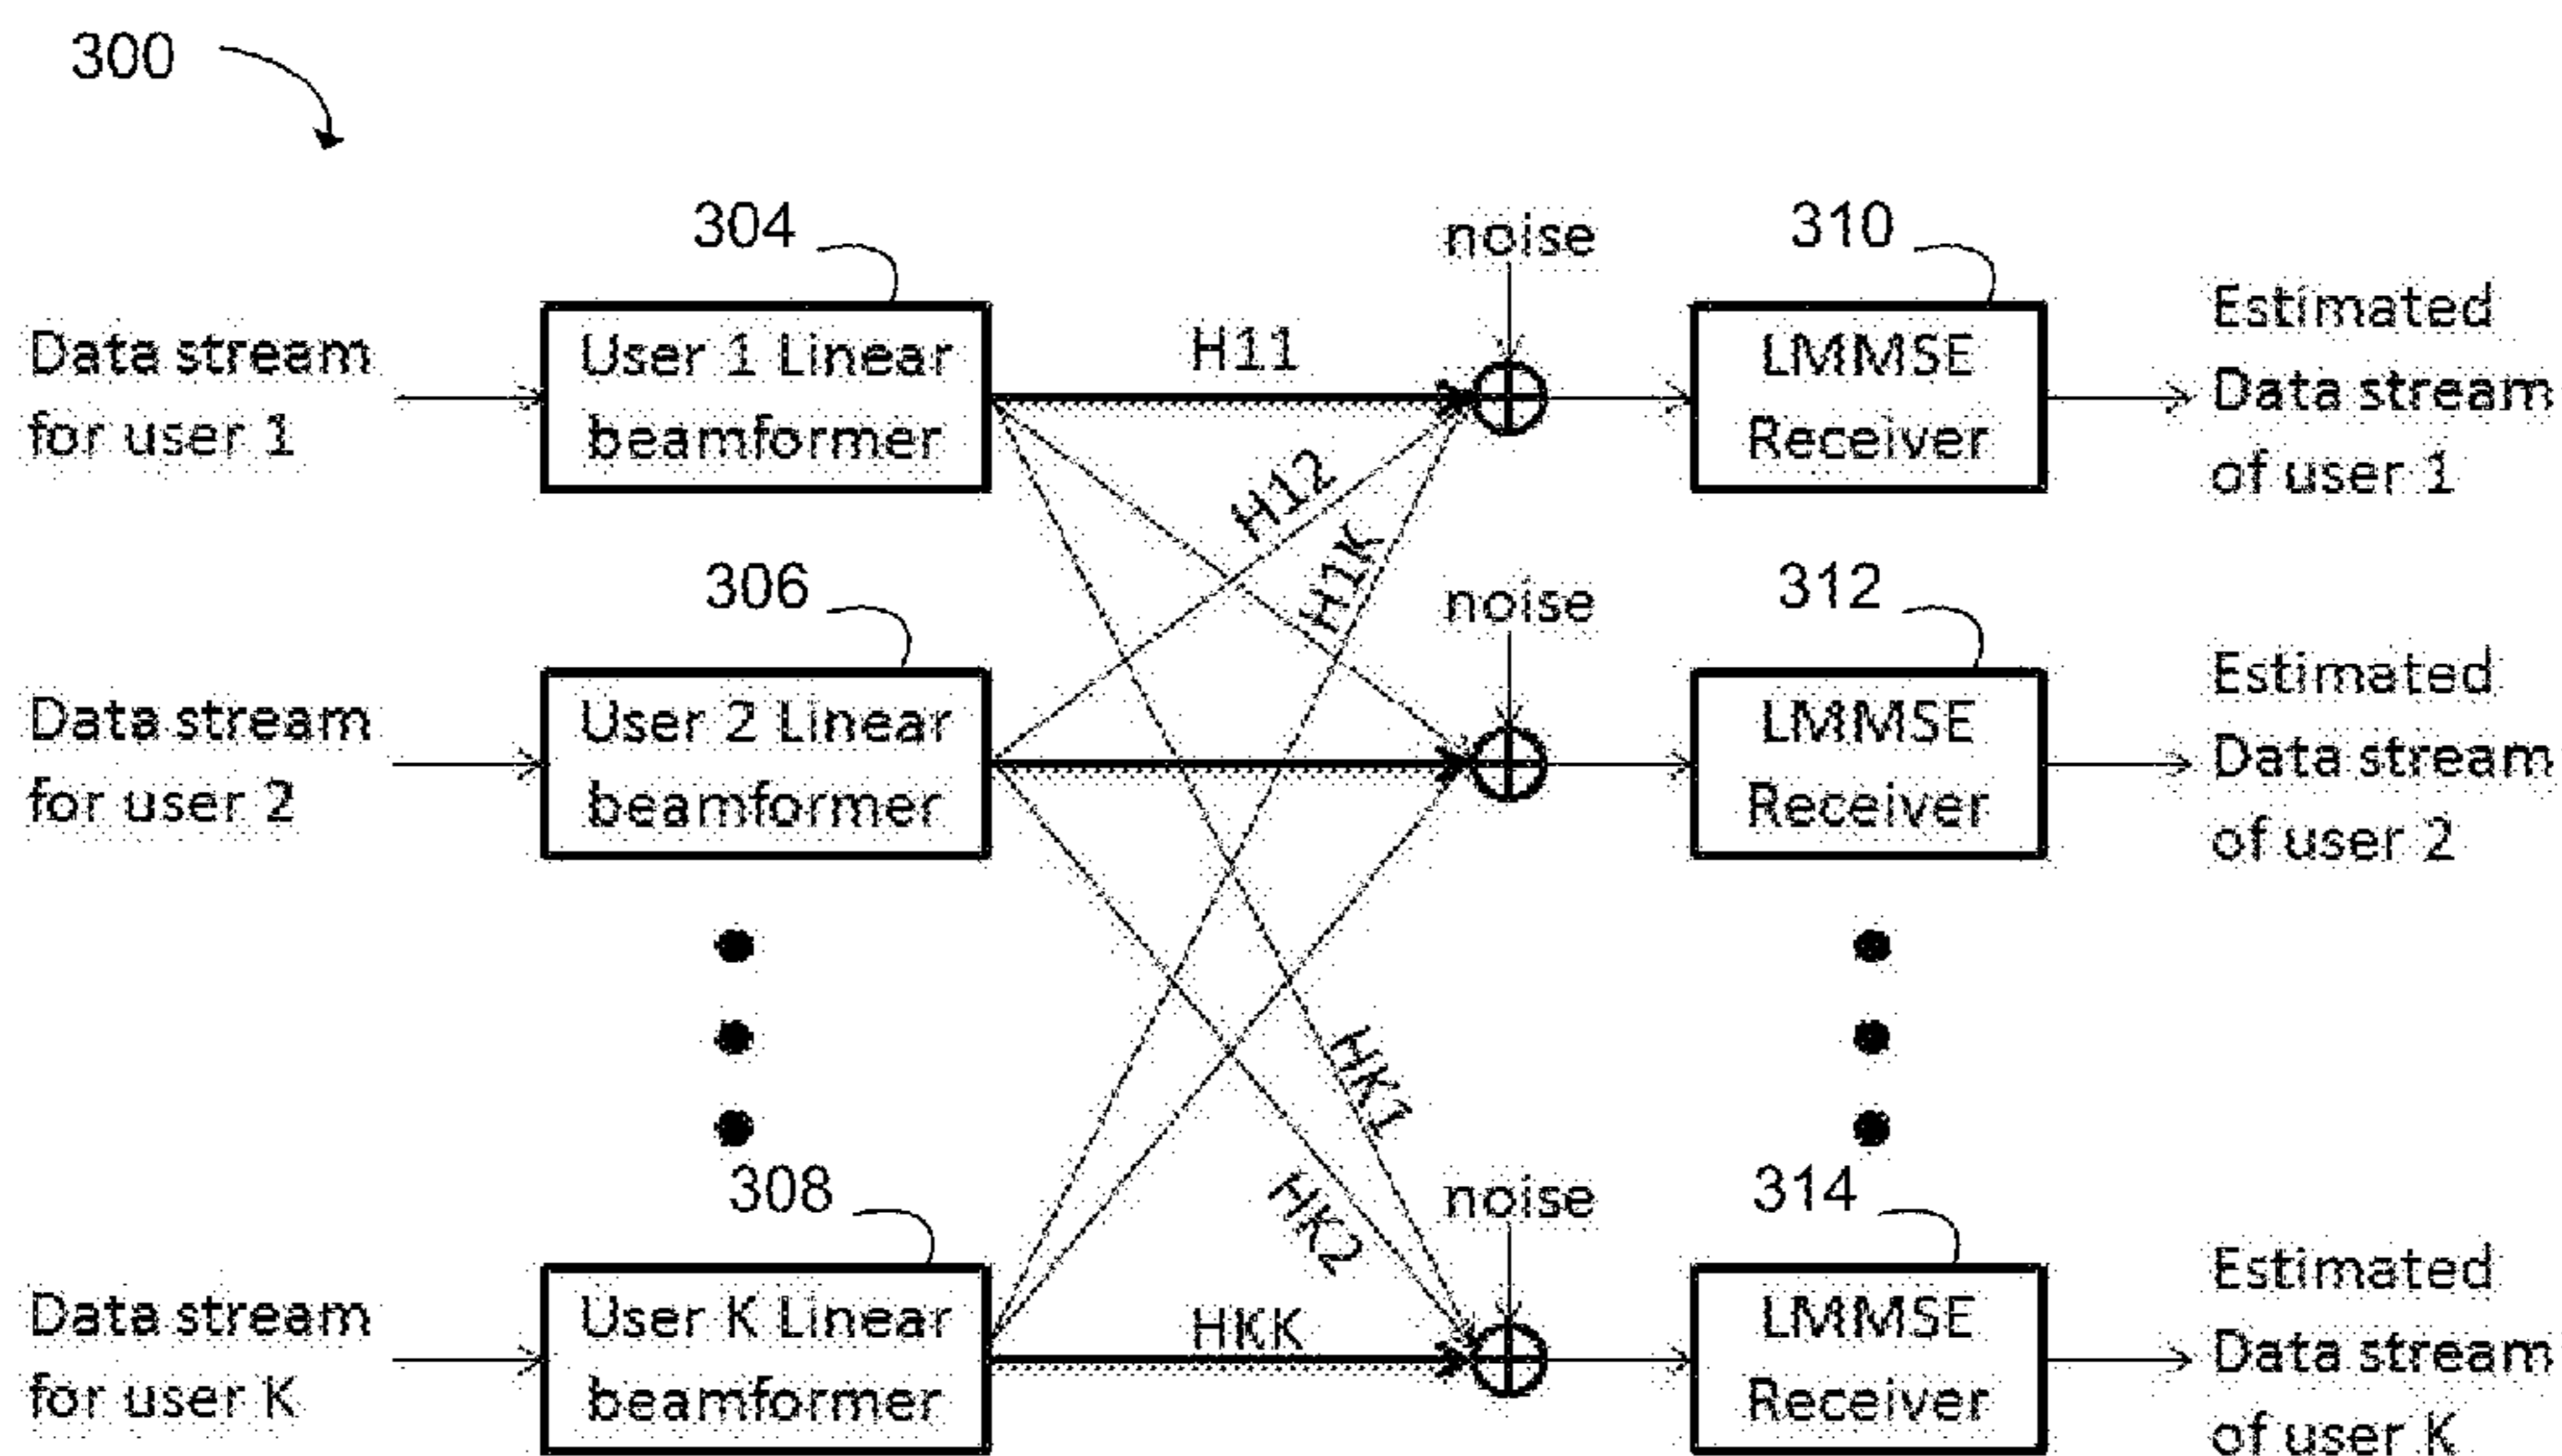 300
304
noise
310
Data stream
for user 1
User 1 Linear
beamformer
H11
LMMSE
Receiver
Estimated
Data stream
of user 1
H12
H1K
306
noise
312
Data stream
for user 2
User 2 Linear
beamformer
LMMSE
Receiver
Estimated
Data stream
of user 2
HK1
HK2
308
noise
314
Data stream
for user K
User K Linear
beamformer
HKK
LMMSE
Receiver
Estimated
Data stream
of user K